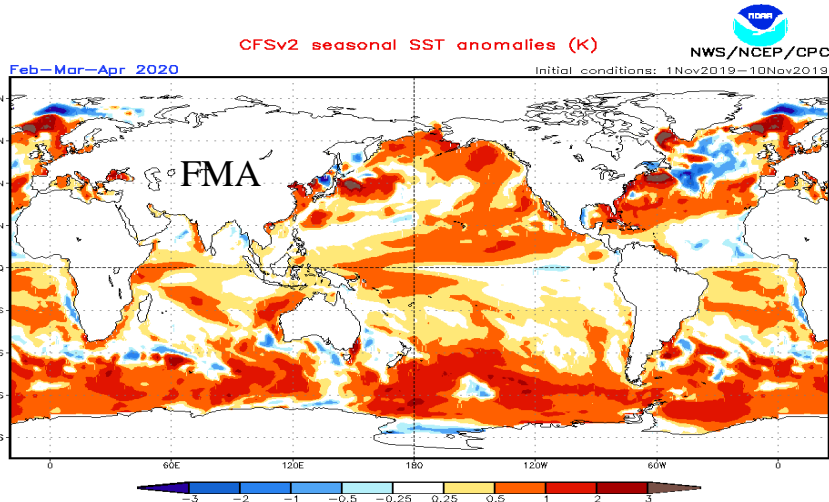 NOAA
CFSv2 seasonal SST anomalies (K)
NWS/NCEP/CPC
Feb-Mar-Apr 2020
Initial conditions: 1Nov2019-10Nov2019
N
N
FMA
N
N
0
S
S
S
S
0
60E
120E
180
120W
60W
0
-3 -2 -1 -0.5 -0.25 0.25 0.5 1 2 3